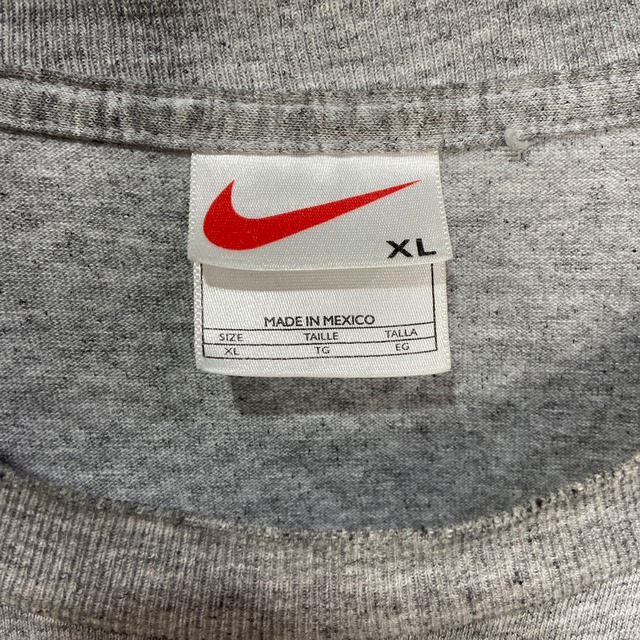 XL
MADE IN MEXICO
SIZE TAILLE TALLA
XL TG EG